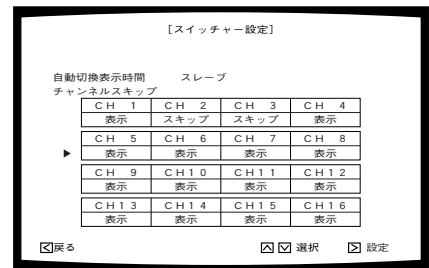 [スイッチャー設定]
自動切換表示時間 スレーブ
チャンネルスキップ
CH 1 CH 2 CH 3 CH 4
表示 スキップ スキップ 表示
CH 5 CH 6 CH 7 CH 8
▶ 表示 表示 表示 表示
CH 9 CH10 CH11 CH12
表示 表示 表示 表示
CH13 CH14 CH15 CH16
表示 表示 表示 表示
<戻る ∧ ∨ 選択 > 設定